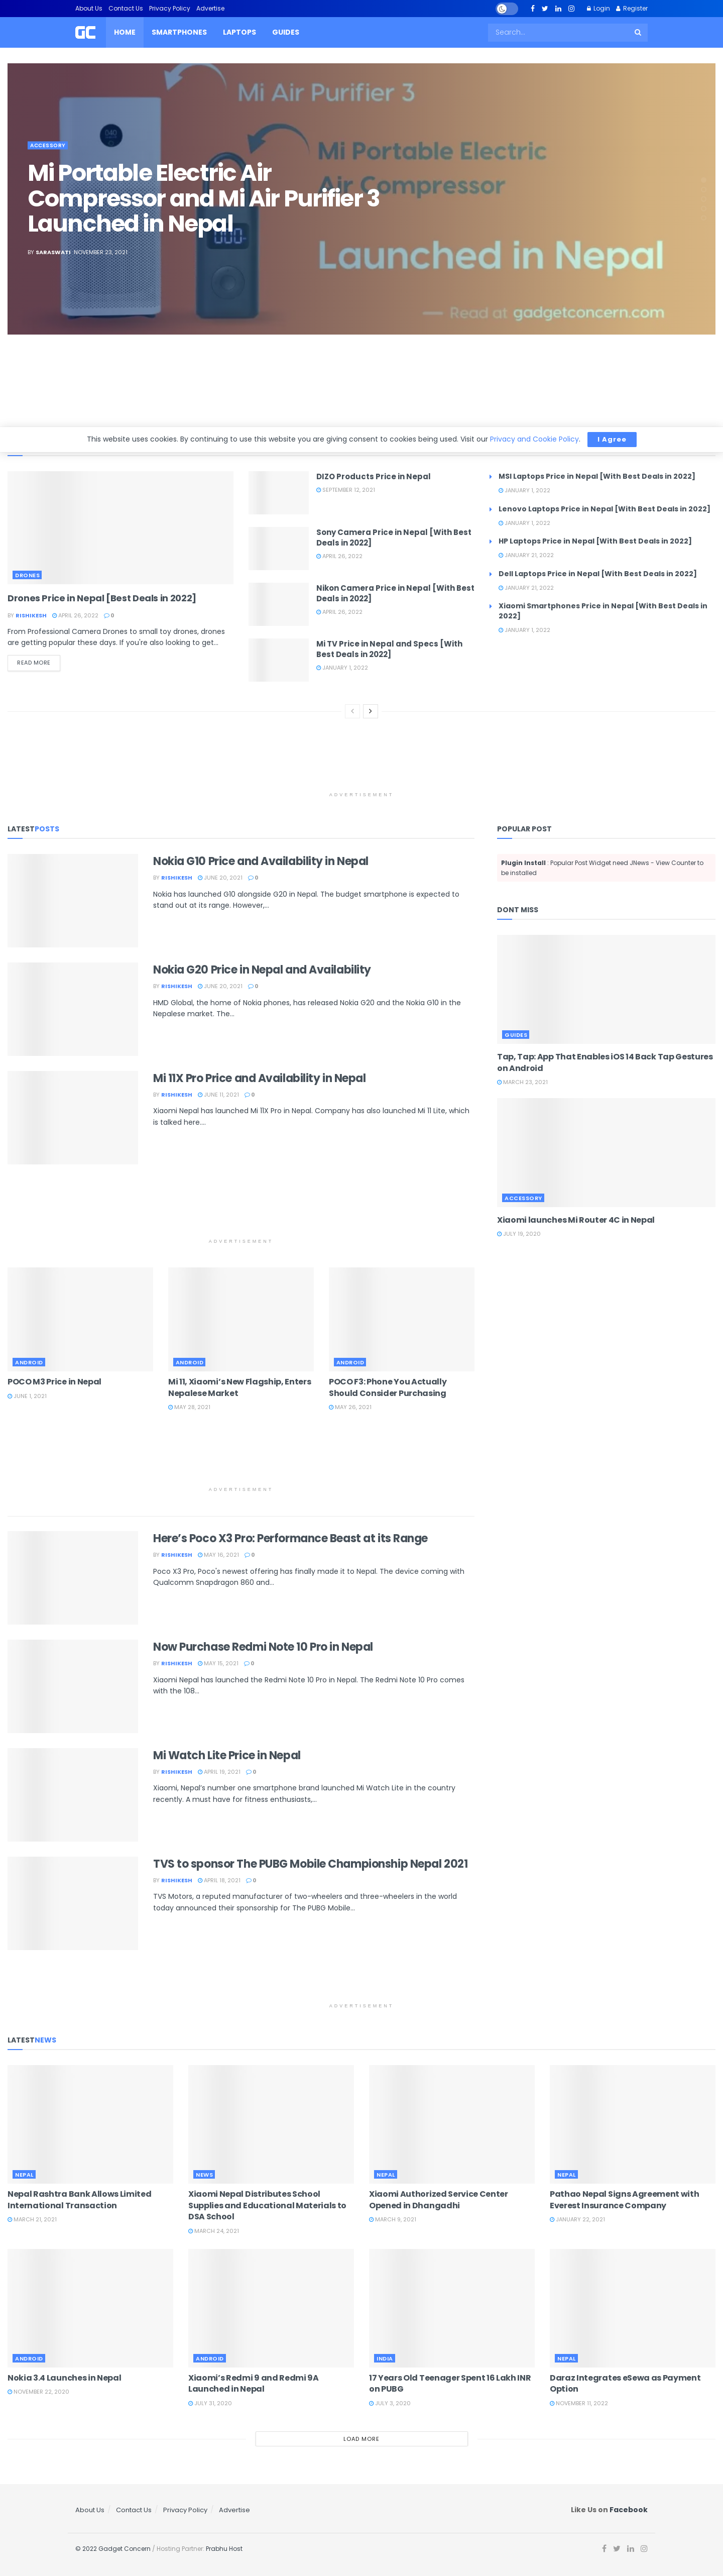 About Us Contact Us Privacy Policy Advertise
Login Register
GC HOME SMARTPHONES LAPTOPS GUIDES
Search...
Mi Air Purifier 3
Mi Portable Electric
Air Compressor
Launched in Nepal
gadgetconcern.com
ACCESSORY
Mi Portable Electric Air
Compressor and Mi Air Purifier 3
Launched in Nepal
BY SARASWATI NOVEMBER 23, 2021
This website uses cookies. By continuing to use this website you are giving consent to cookies being used. Visit our Privacy and Cookie Policy. I Agree
DRONES
Drones Price in Nepal [Best Deals in 2022]
BY RISHIKESH APRIL 26, 2022 0
From Professional Camera Drones to small toy drones, drones
are getting popular these days. If you're also looking to get...
READ MORE
DIZO Products Price in Nepal
SEPTEMBER 12, 2021
Sony Camera Price in Nepal [With Best
Deals in 2022]
APRIL 26, 2022
Nikon Camera Price in Nepal [With Best
Deals in 2022]
APRIL 26, 2022
Mi TV Price in Nepal and Specs [With
Best Deals in 2022]
JANUARY 1, 2022
MSI Laptops Price in Nepal [With Best Deals in 2022]
JANUARY 1, 2022
Lenovo Laptops Price in Nepal [With Best Deals in 2022]
JANUARY 1, 2022
HP Laptops Price in Nepal [With Best Deals in 2022]
JANUARY 21, 2022
Dell Laptops Price in Nepal [With Best Deals in 2022]
JANUARY 21, 2022
Xiaomi Smartphones Price in Nepal [With Best Deals in
2022]
JANUARY 1, 2022
ADVERTISEMENT
LATESTPOSTS
Nokia G10 Price and Availability in Nepal
BY RISHIKESH JUNE 20, 2021 0
Nokia has launched G10 alongside G20 in Nepal. The budget smartphone is expected to
stand out at its range. However,...
Nokia G20 Price in Nepal and Availability
BY RISHIKESH JUNE 20, 2021 0
HMD Global, the home of Nokia phones, has released Nokia G20 and the Nokia G10 in the
Nepalese market. The...
Mi 11X Pro Price and Availability in Nepal
BY RISHIKESH JUNE 11, 2021 0
Xiaomi Nepal has launched Mi 11X Pro in Nepal. Company has also launched Mi 11 Lite, which
is talked here....
ADVERTISEMENT
ANDROID
POCO M3 Price in Nepal
JUNE 1, 2021
ANDROID
Mi 11, Xiaomi's New Flagship, Enters
Nepalese Market
MAY 28, 2021
ANDROID
POCO F3: Phone You Actually
Should Consider Purchasing
MAY 26, 2021
ADVERTISEMENT
Here's Poco X3 Pro: Performance Beast at its Range
BY RISHIKESH MAY 16, 2021 0
Poco X3 Pro, Poco's newest offering has finally made it to Nepal. The device coming with
Qualcomm Snapdragon 860 and...
Now Purchase Redmi Note 10 Pro in Nepal
BY RISHIKESH MAY 15, 2021 0
Xiaomi Nepal has launched the Redmi Note 10 Pro in Nepal. The Redmi Note 10 Pro comes
with the 108...
Mi Watch Lite Price in Nepal
BY RISHIKESH APRIL 19, 2021 0
Xiaomi, Nepal's number one smartphone brand launched Mi Watch Lite in the country
recently. A must have for fitness enthusiasts,...
TVS to sponsor The PUBG Mobile Championship Nepal 2021
BY RISHIKESH APRIL 18, 2021 0
TVS Motors, a reputed manufacturer of two-wheelers and three-wheelers in the world
today announced their sponsorship for The PUBG Mobile...
POPULAR POST
Plugin Install : Popular Post Widget need JNews - View Counter to
be installed
DONT MISS
GUIDES
Tap, Tap: App That Enables iOS 14 Back Tap Gestures
on Android
MARCH 23, 2021
ACCESSORY
Xiaomi launches Mi Router 4C in Nepal
JULY 19, 2020
ADVERTISEMENT
LATESTNEWS
NEPAL
Nepal Rashtra Bank Allows Limited
International Transaction
MARCH 21, 2021
NEWS
Xiaomi Nepal Distributes School
Supplies and Educational Materials to
DSA School
MARCH 24, 2021
NEPAL
Xiaomi Authorized Service Center
Opened in Dhangadhi
MARCH 9, 2021
NEPAL
Pathao Nepal Signs Agreement with
Everest Insurance Company
JANUARY 22, 2021
ANDROID
Nokia 3.4 Launches in Nepal
NOVEMBER 22, 2020
ANDROID
Xiaomi's Redmi 9 and Redmi 9A
Launched in Nepal
JULY 31, 2020
INDIA
17 Years Old Teenager Spent 16 Lakh INR
on PUBG
JULY 3, 2020
NEPAL
Daraz Integrates eSewa as Payment
Option
NOVEMBER 11, 2022
LOAD MORE
About Us / Contact Us / Privacy Policy / Advertise
Like Us on Facebook
© 2022 Gadget Concern / Hosting Partner: Prabhu Host